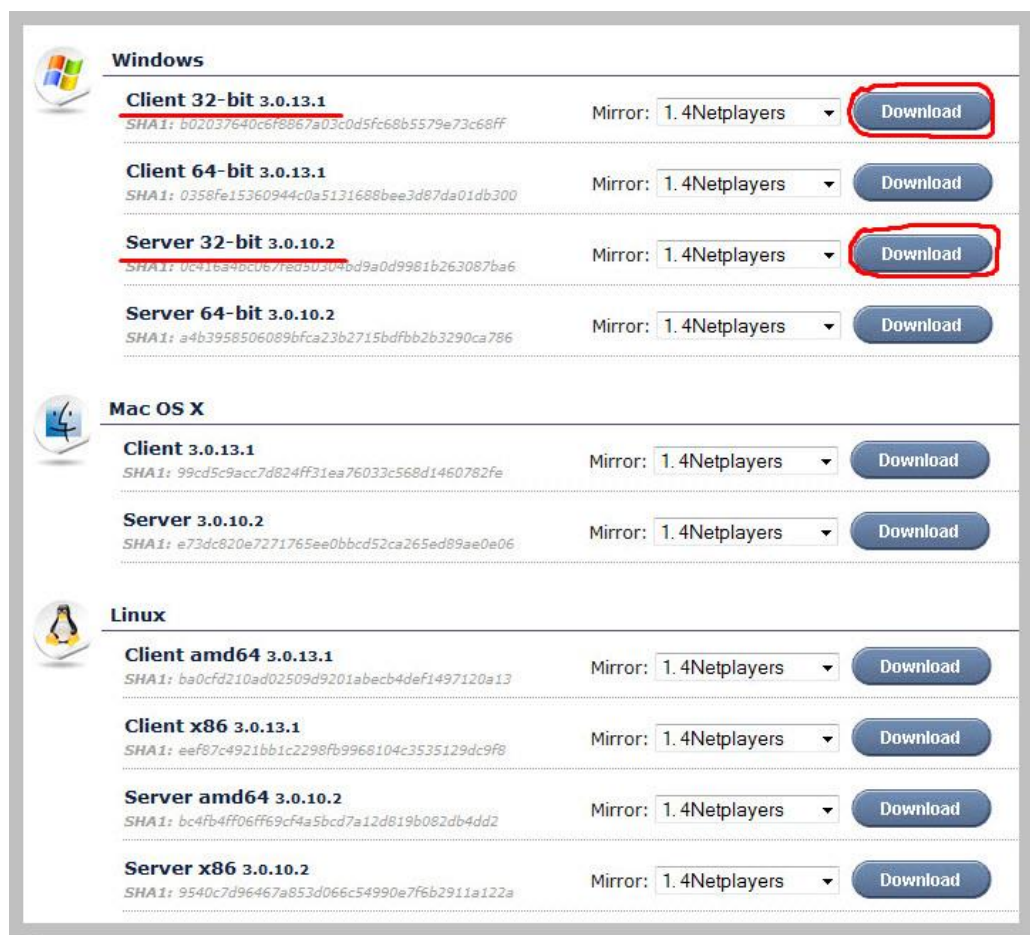 Windows
Client 32-bit 3.0.13.1
SHA1: b02037640c6f8867a03c0d5fc68b5579e73c68ff
Mirror: 1. 4Netplayers Download
Client 64-bit 3.0.13.1
SHA1: 0358fe15360944c0a5131688bee3d87da01db300
Mirror: 1. 4Netplayers Download
Server 32-bit 3.0.10.2
SHA1: 0c416a4bc067fed50304bd9a0d9981b263087ba6
Mirror: 1. 4Netplayers Download
Server 64-bit 3.0.10.2
SHA1: a4b3958506089bfca23b2715bdfbb2b3290ca786
Mirror: 1. 4Netplayers Download
Mac OS X
Client 3.0.13.1
SHA1: 99cd5c9acc7d824ff31ea76033c568d1460782fe
Mirror: 1. 4Netplayers Download
Server 3.0.10.2
SHA1: e73dc820e7271765ee0bbcd52ca265ed89ae0e06
Mirror: 1. 4Netplayers Download
Linux
Client amd64 3.0.13.1
SHA1: ba0cfd210ad02509d9201abecb4def1497120a13
Mirror: 1. 4Netplayers Download
Client x86 3.0.13.1
SHA1: eef87c4921bb1c2298fb9968104c3535129dc9f8
Mirror: 1. 4Netplayers Download
Server amd64 3.0.10.2
SHA1: bc4fb4ff06ff69cf4a5bcd7a12d819b082db4dd2
Mirror: 1. 4Netplayers Download
Server x86 3.0.10.2
SHA1: 9540c7d96467a853d066c54990e7f6b2911a122a
Mirror: 1. 4Netplayers Download